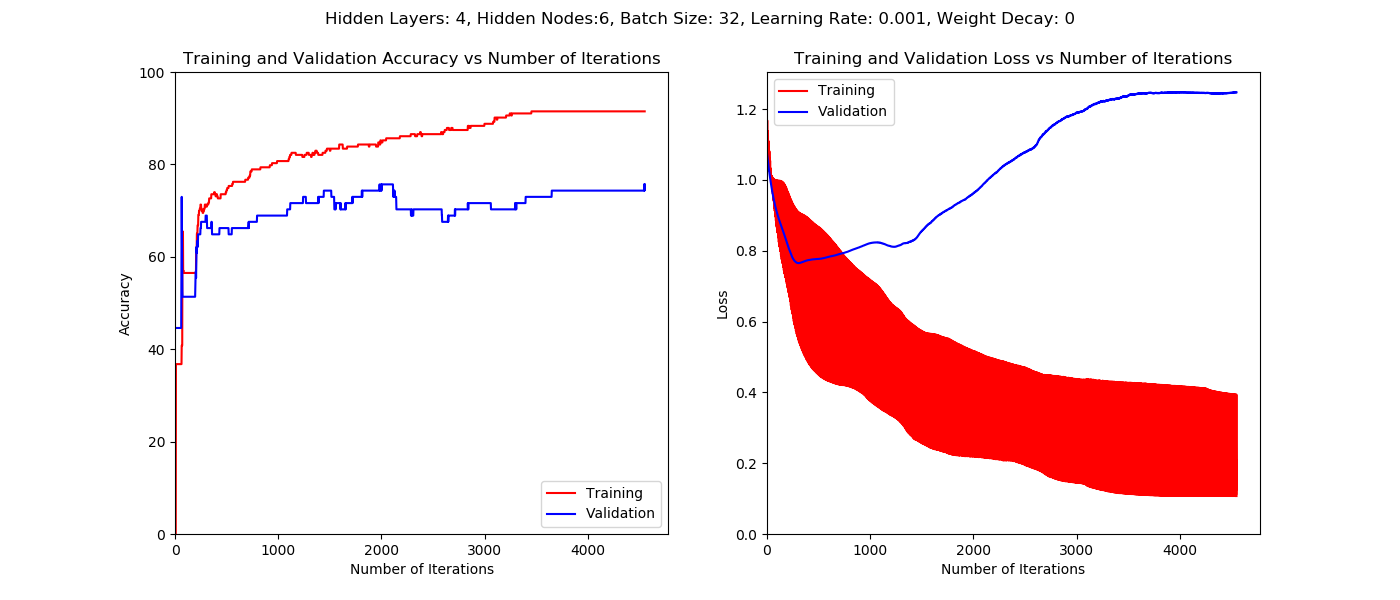 Hidden Layers: 4, Hidden Nodes:6, Batch Size: 32, Learning Rate: 0.001, Weight Decay: 0
Training and Validation Accuracy vs Number of Iterations
100
80
60
40
20
0
Accuracy
0 1000 2000 3000 4000
Number of Iterations
Training
Validation
Training and Validation Loss vs Number of Iterations
1.2
1.0
0.8
0.6
0.4
0.2
0.0
Loss
0 1000 2000 3000 4000
Number of Iterations
Training
Validation